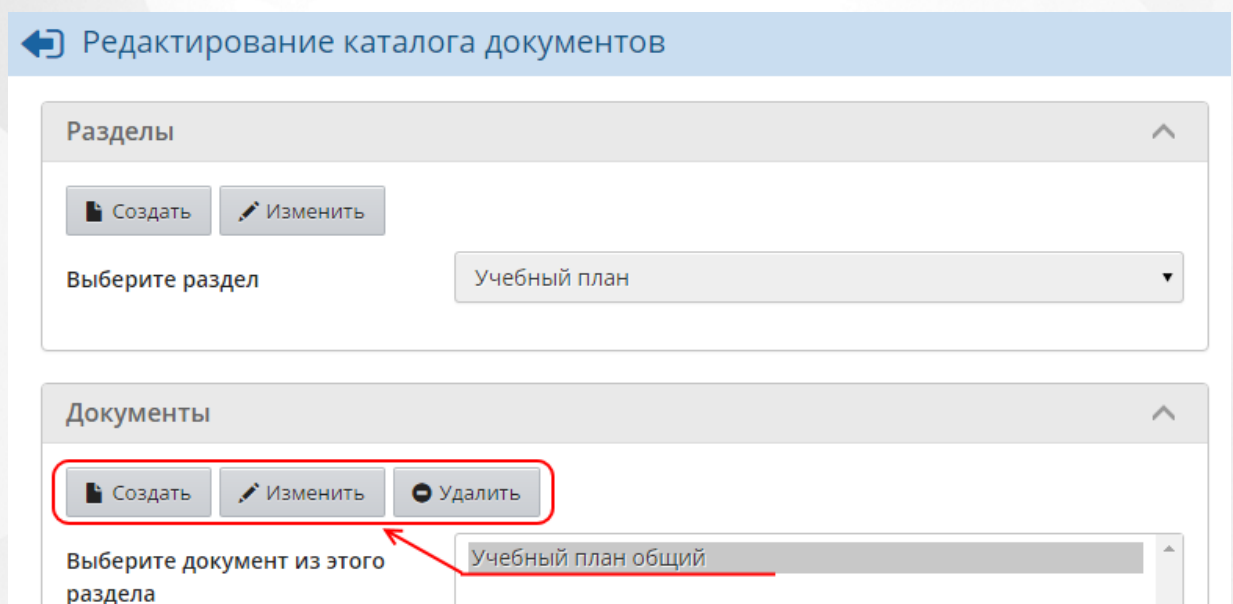 Редактирование каталога документов
Разделы
Создать Изменить
Выберите раздел Учебный план
Документы
Создать Изменить Удалить
Выберите документ из этого Учебный план общий
раздела